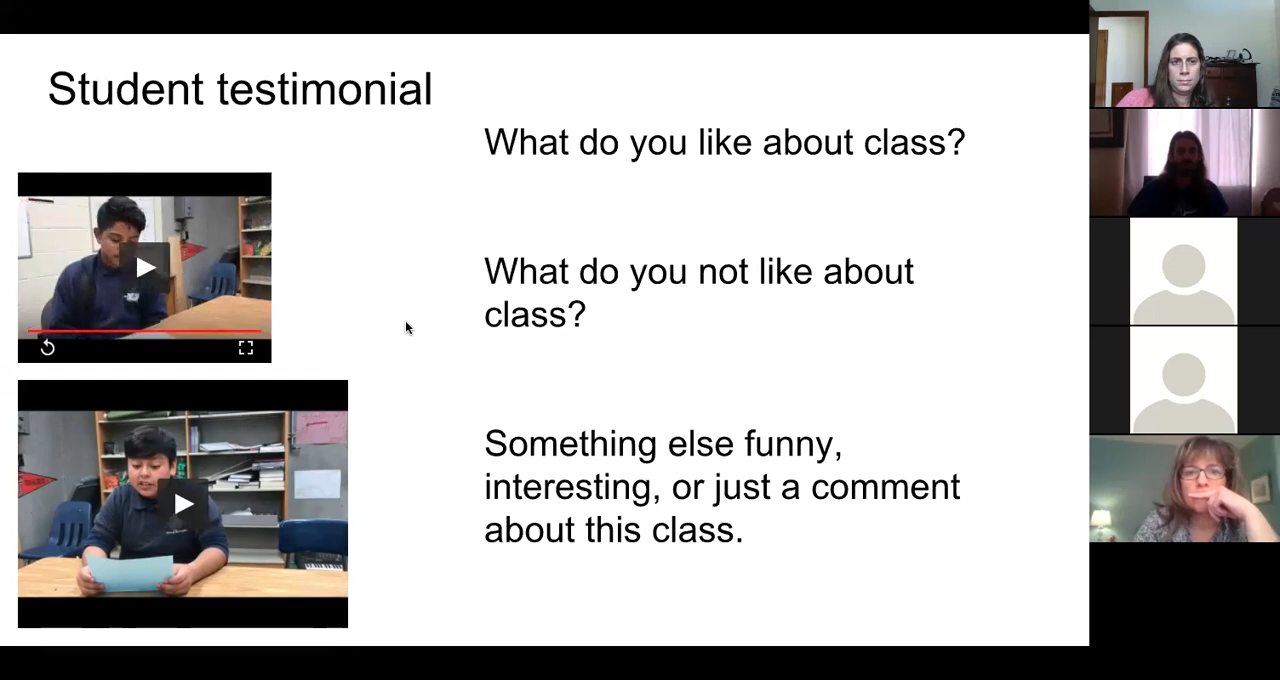 Student testimonial
What do you like about class?
What do you not like about
class?
Something else funny,
interesting, or just a comment
about this class.